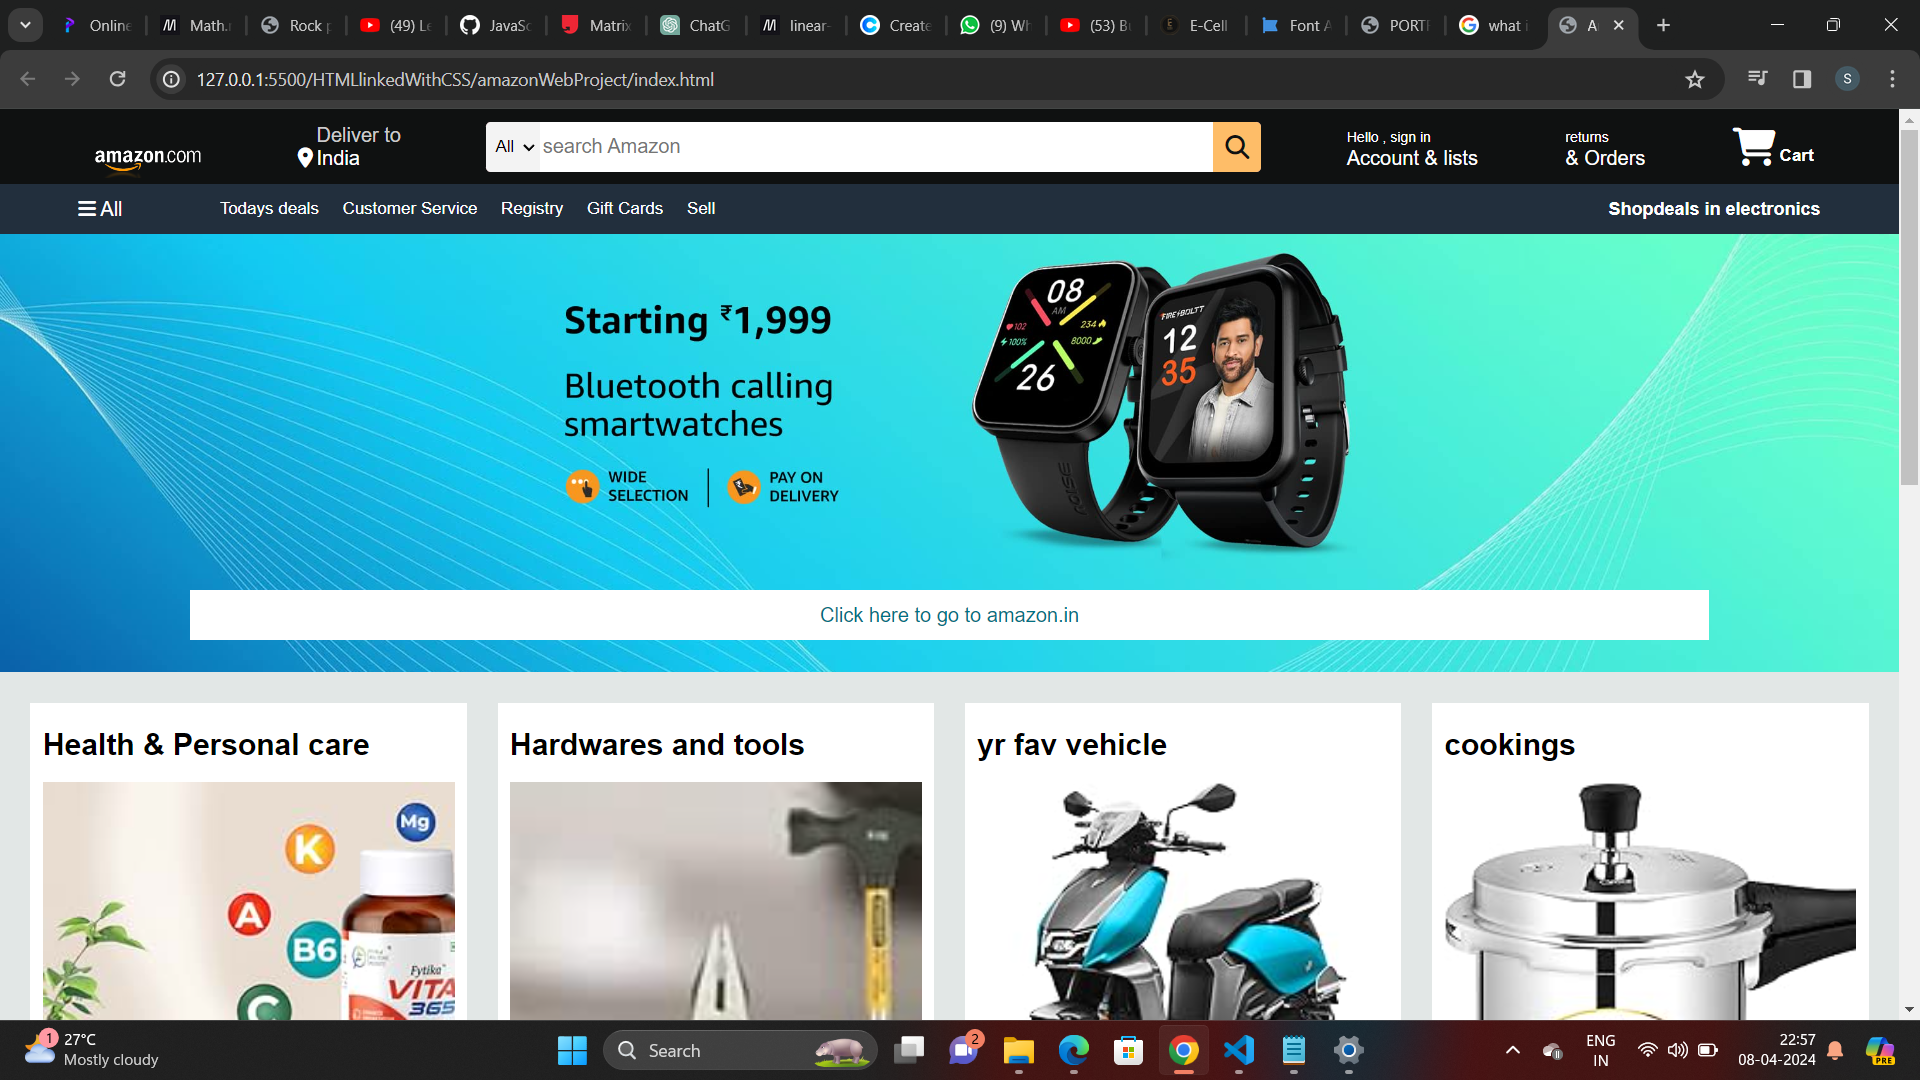 Online
Math.r
Rock p
(49) Le
JavaSc
Matrix
ChatG
linear-
Create
(9) Wh
(53) Bu
E-Cell
Font A
PORTF
what i
A
127.0.0.1:5500/HTMLlinkedWithCSS/amazonWebProject/index.html
S
amazon.com
Deliver to
India
All
search Amazon
Hello , sign in
Account & lists
returns
& Orders
Cart
All
Todays deals
Customer Service
Registry
Gift Cards
Sell
Shopdeals in electronics
Starting ₹1,999
Bluetooth calling
smartwatches
WIDE
SELECTION
PAY ON
DELIVERY
08
AM
102
234
100%
8000
26
FIRE-BOLTT
12
35
NOISE
Click here to go to amazon.in
Health & Personal care
Hardwares and tools
yr fav vehicle
cookings
Mg
K
A
B6
C
Fytika
VITA
365
1
27°C
Mostly cloudy
Search
2
ENG
IN
22:57
08-04-2024
PRE